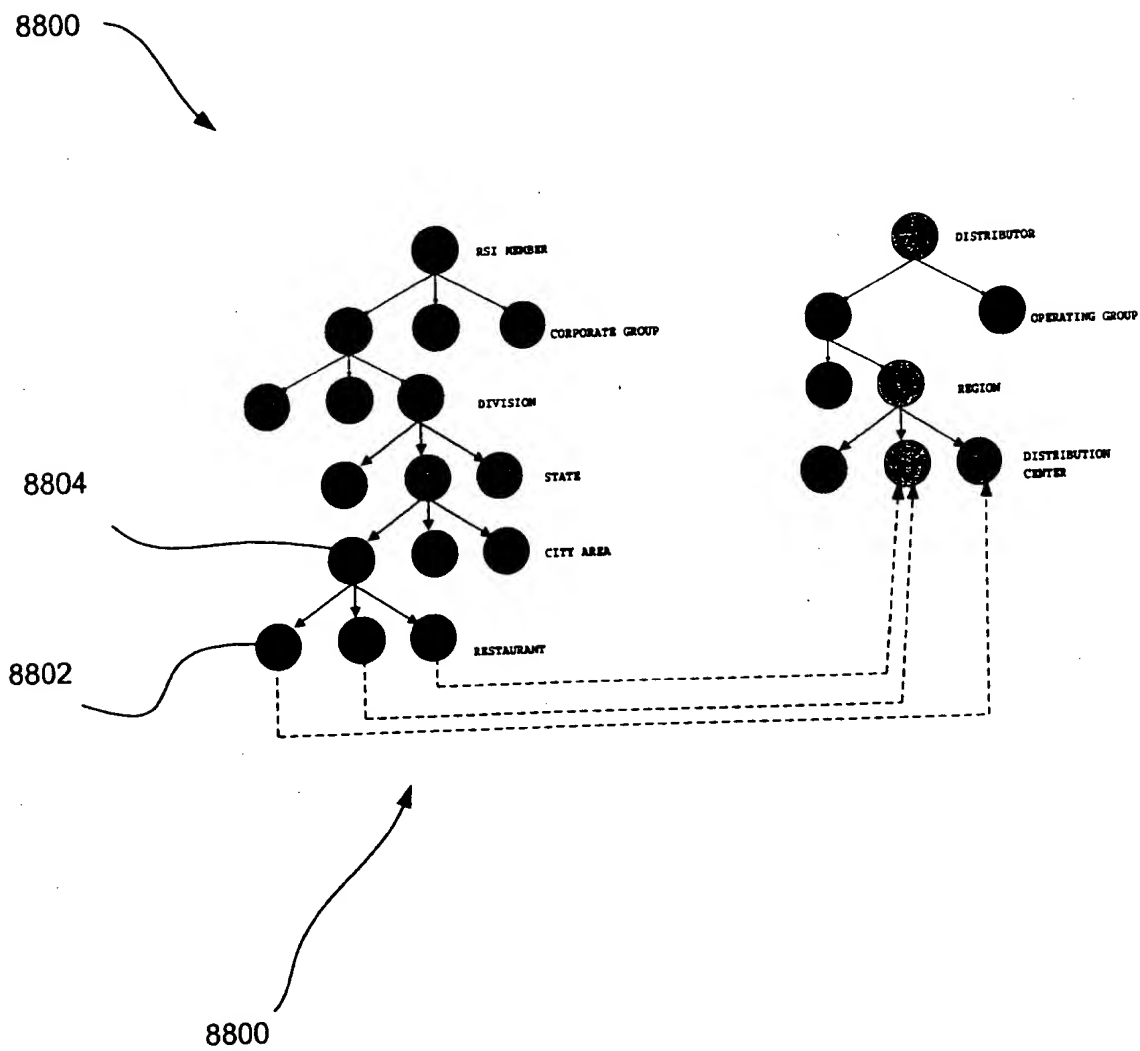 8800
RSI MEMBER
DISTRIBUTOR
CORPORATE GROUP
OPERATING GROUP
DIVISION
REGION
STATE
DISTRIBUTION
CENTER
8804
CITY AREA
RESTAURANT
8802
8800